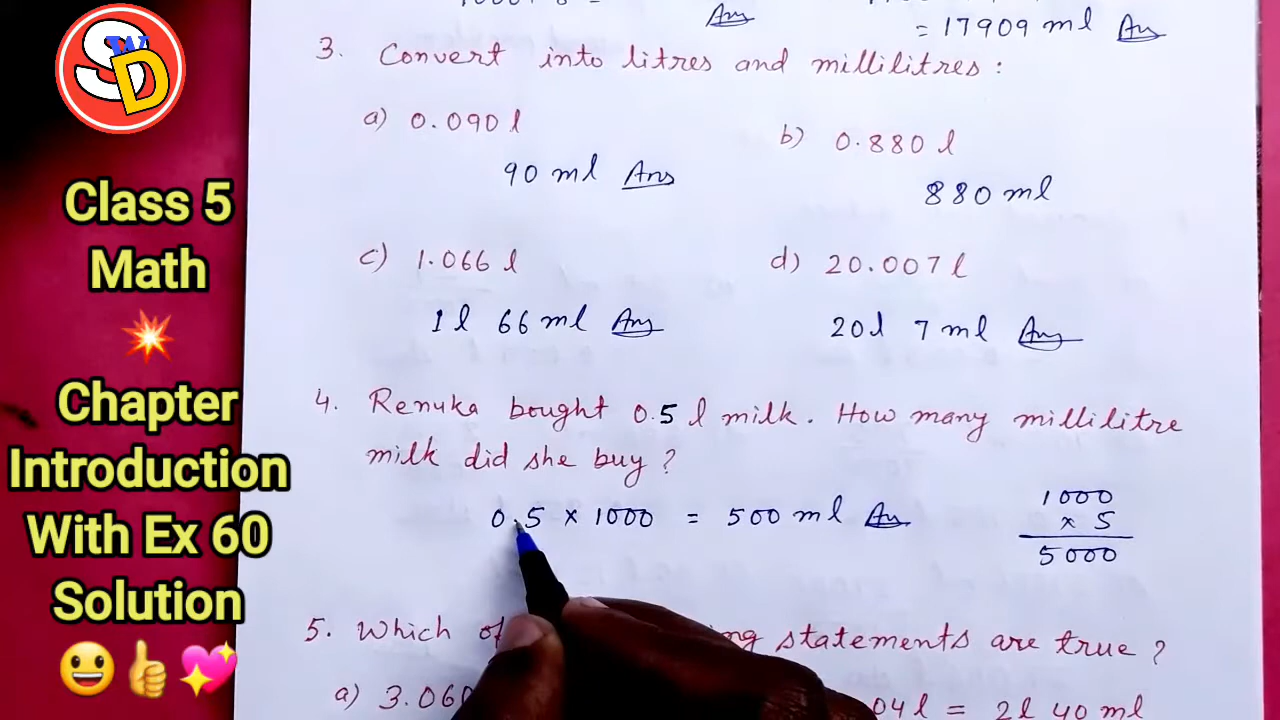 SWD
Class 5
Math
Chapter
Introduction
With Ex 60
Solution
Ans
= 17909 ml Ans
3. Convert into litres and millilitres :
a) 0.090 l
b) 0.880 l
90 ml Ans
880 ml
c) 1.066 l
d) 20.007 l
1 l 66 ml Ans
20 l 7 ml Ans
4. Renuka bought 0.5 l milk. How many millilitre
milk did she buy ?
0.5 × 1000 = 500 ml Ans
1000
× 5
5000
5. Which of statements are true ?
a) 3.060
04 l = 2 l 40 ml